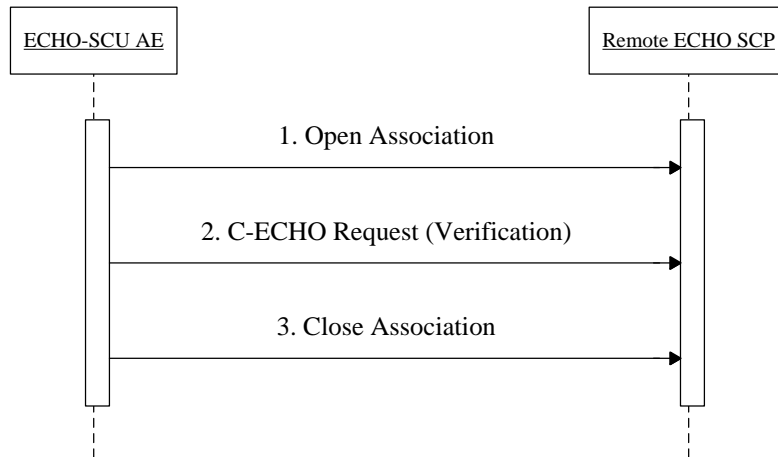 ECHO-SCU AE
Remote ECHO SCP
1. Open Association
2. C-ECHO Request (Verification)
3. Close Association